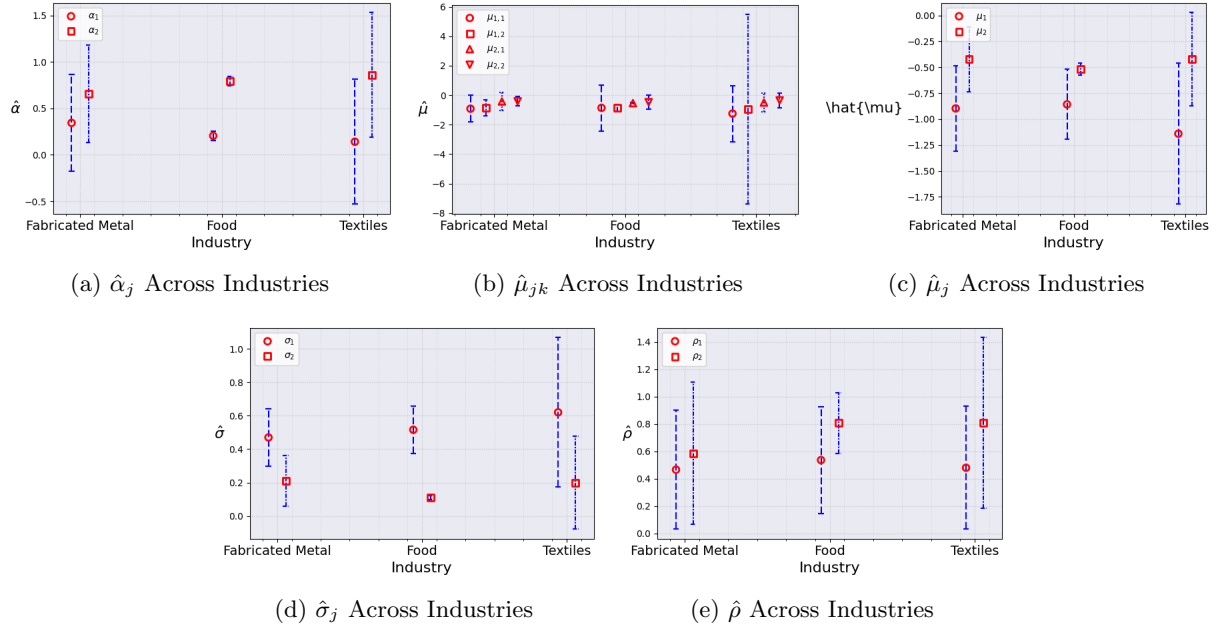 α₁
α₂
1.5
1.0
0.5
0.0
−0.5
α̂
Fabricated Metal Food Textiles
Industry
(a) α̂ⱼ Across Industries
μ₁,₁
μ₁,₂
μ₂,₁
μ₂,₂
6
4
2
0
−2
−4
−6
−8
μ̂
Fabricated Metal Food Textiles
Industry
(b) μ̂ⱼₖ Across Industries
μ₁
μ₂
0.00
−0.25
−0.50
−0.75
−1.00
−1.25
−1.50
−1.75
\hat{\mu}
Fabricated Metal Food Textiles
Industry
(c) μ̂ⱼ Across Industries
σ₁
σ₂
1.0
0.8
0.6
0.4
0.2
0.0
σ̂
Fabricated Metal Food Textiles
Industry
(d) σ̂ⱼ Across Industries
ρ₁
ρ₂
1.4
1.2
1.0
0.8
0.6
0.4
0.2
0.0
ρ̂
Fabricated Metal Food Textiles
Industry
(e) ρ̂ Across Industries